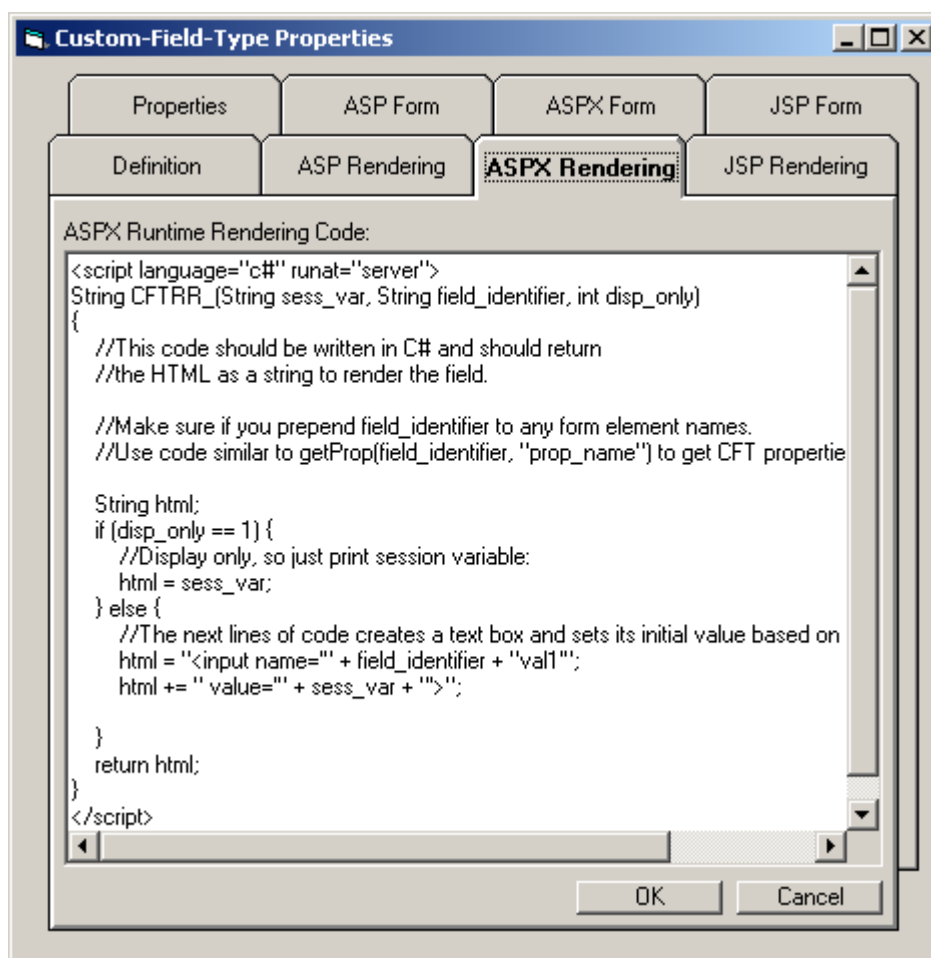 Custom-Field-Type Properties
Properties ASP Form ASPX Form JSP Form
Definition ASP Rendering ASPX Rendering JSP Rendering
ASPX Runtime Rendering Code:
<script language="c#" runat="server">
String CFTRR_(String sess_var, String field_identifier, int disp_only)
{
//This code should be written in C# and should return
//the HTML as a string to render the field.
//Make sure if you prepend field_identifier to any form element names.
//Use code similar to getProp(field_identifier, "prop_name") to get CFT propertie
String html;
if (disp_only == 1) {
//Display only, so just print session variable:
html = sess_var;
} else {
//The next lines of code creates a text box and sets its initial value based on
html = "<input name='" + field_identifier + "val1'";
html += " value='" + sess_var + "'>";
}
return html;
}
</script>
OK Cancel